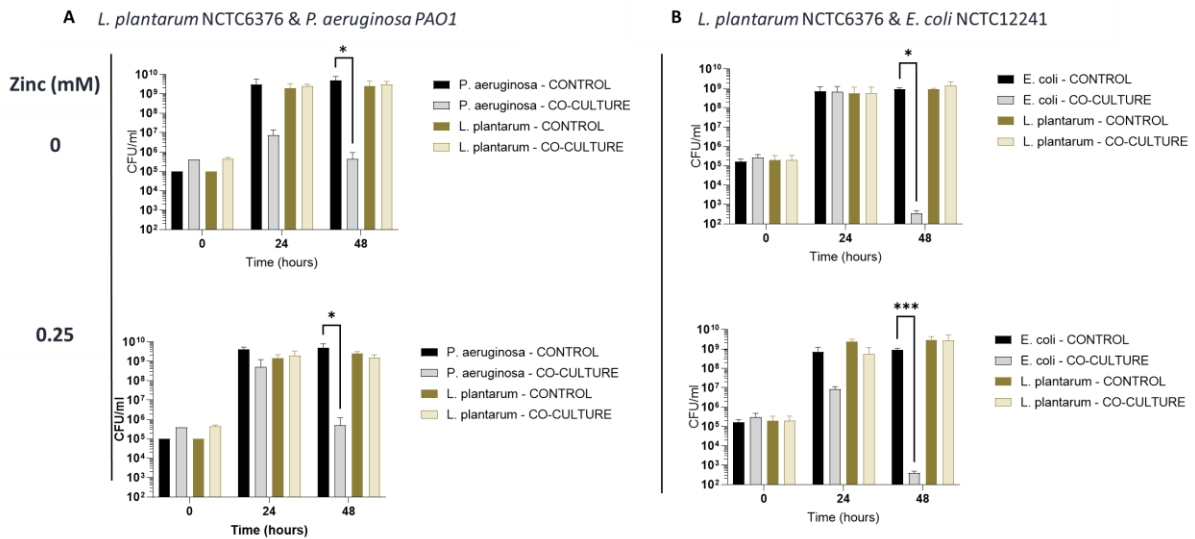 A L. plantarum NCTC6376 & P. aeruginosa PAO1
B L. plantarum NCTC6376 & E. coli NCTC12241
Zinc (mM)
0
CFU/ml
10^10
10^9
10^8
10^7
10^6
10^5
10^4
10^3
10^2
*
0 24 48
Time (hours)
P. aeruginosa - CONTROL
P. aeruginosa - CO-CULTURE
L. plantarum - CONTROL
L. plantarum - CO-CULTURE
CFU/ml
10^10
10^9
10^8
10^7
10^6
10^5
10^4
10^3
10^2
*
0 24 48
Time (hours)
E. coli - CONTROL
E. coli - CO-CULTURE
L. plantarum - CONTROL
L. plantarum - CO-CULTURE
0.25
CFU/ml
10^10
10^9
10^8
10^7
10^6
10^5
10^4
10^3
10^2
*
0 24 48
Time (hours)
P. aeruginosa - CONTROL
P. aeruginosa - CO-CULTURE
L. plantarum - CONTROL
L. plantarum - CO-CULTURE
CFU/ml
10^10
10^9
10^8
10^7
10^6
10^5
10^4
10^3
10^2
***
0 24 48
Time (hours)
E. coli - CONTROL
E. coli - CO-CULTURE
L. plantarum - CONTROL
L. plantarum - CO-CULTURE